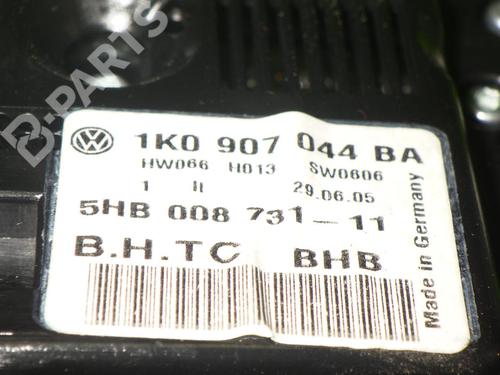 B-PARTS
1K0 907 044 BA
HW066 H013 SW0606
1 II 29.06.05
5HB 008 731-11
B.H.TC BHB
Made in Germany